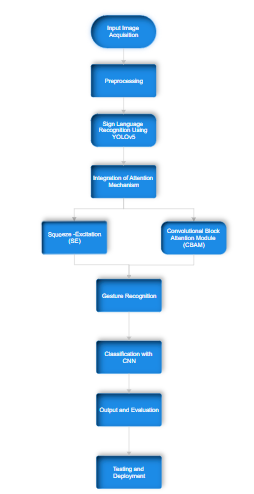 Input Image
Acquisition
Preprocessing
Sign Language
Recognition Using
YOLOv5
Integration of Attention
Mechanism
Squeeze -Excitation
(SE)
Convolutional Block
Attention Module
(CBAM)
Gesture Recognition
Classification with
CNN
Output and Evaluation
Testing and
Deployment